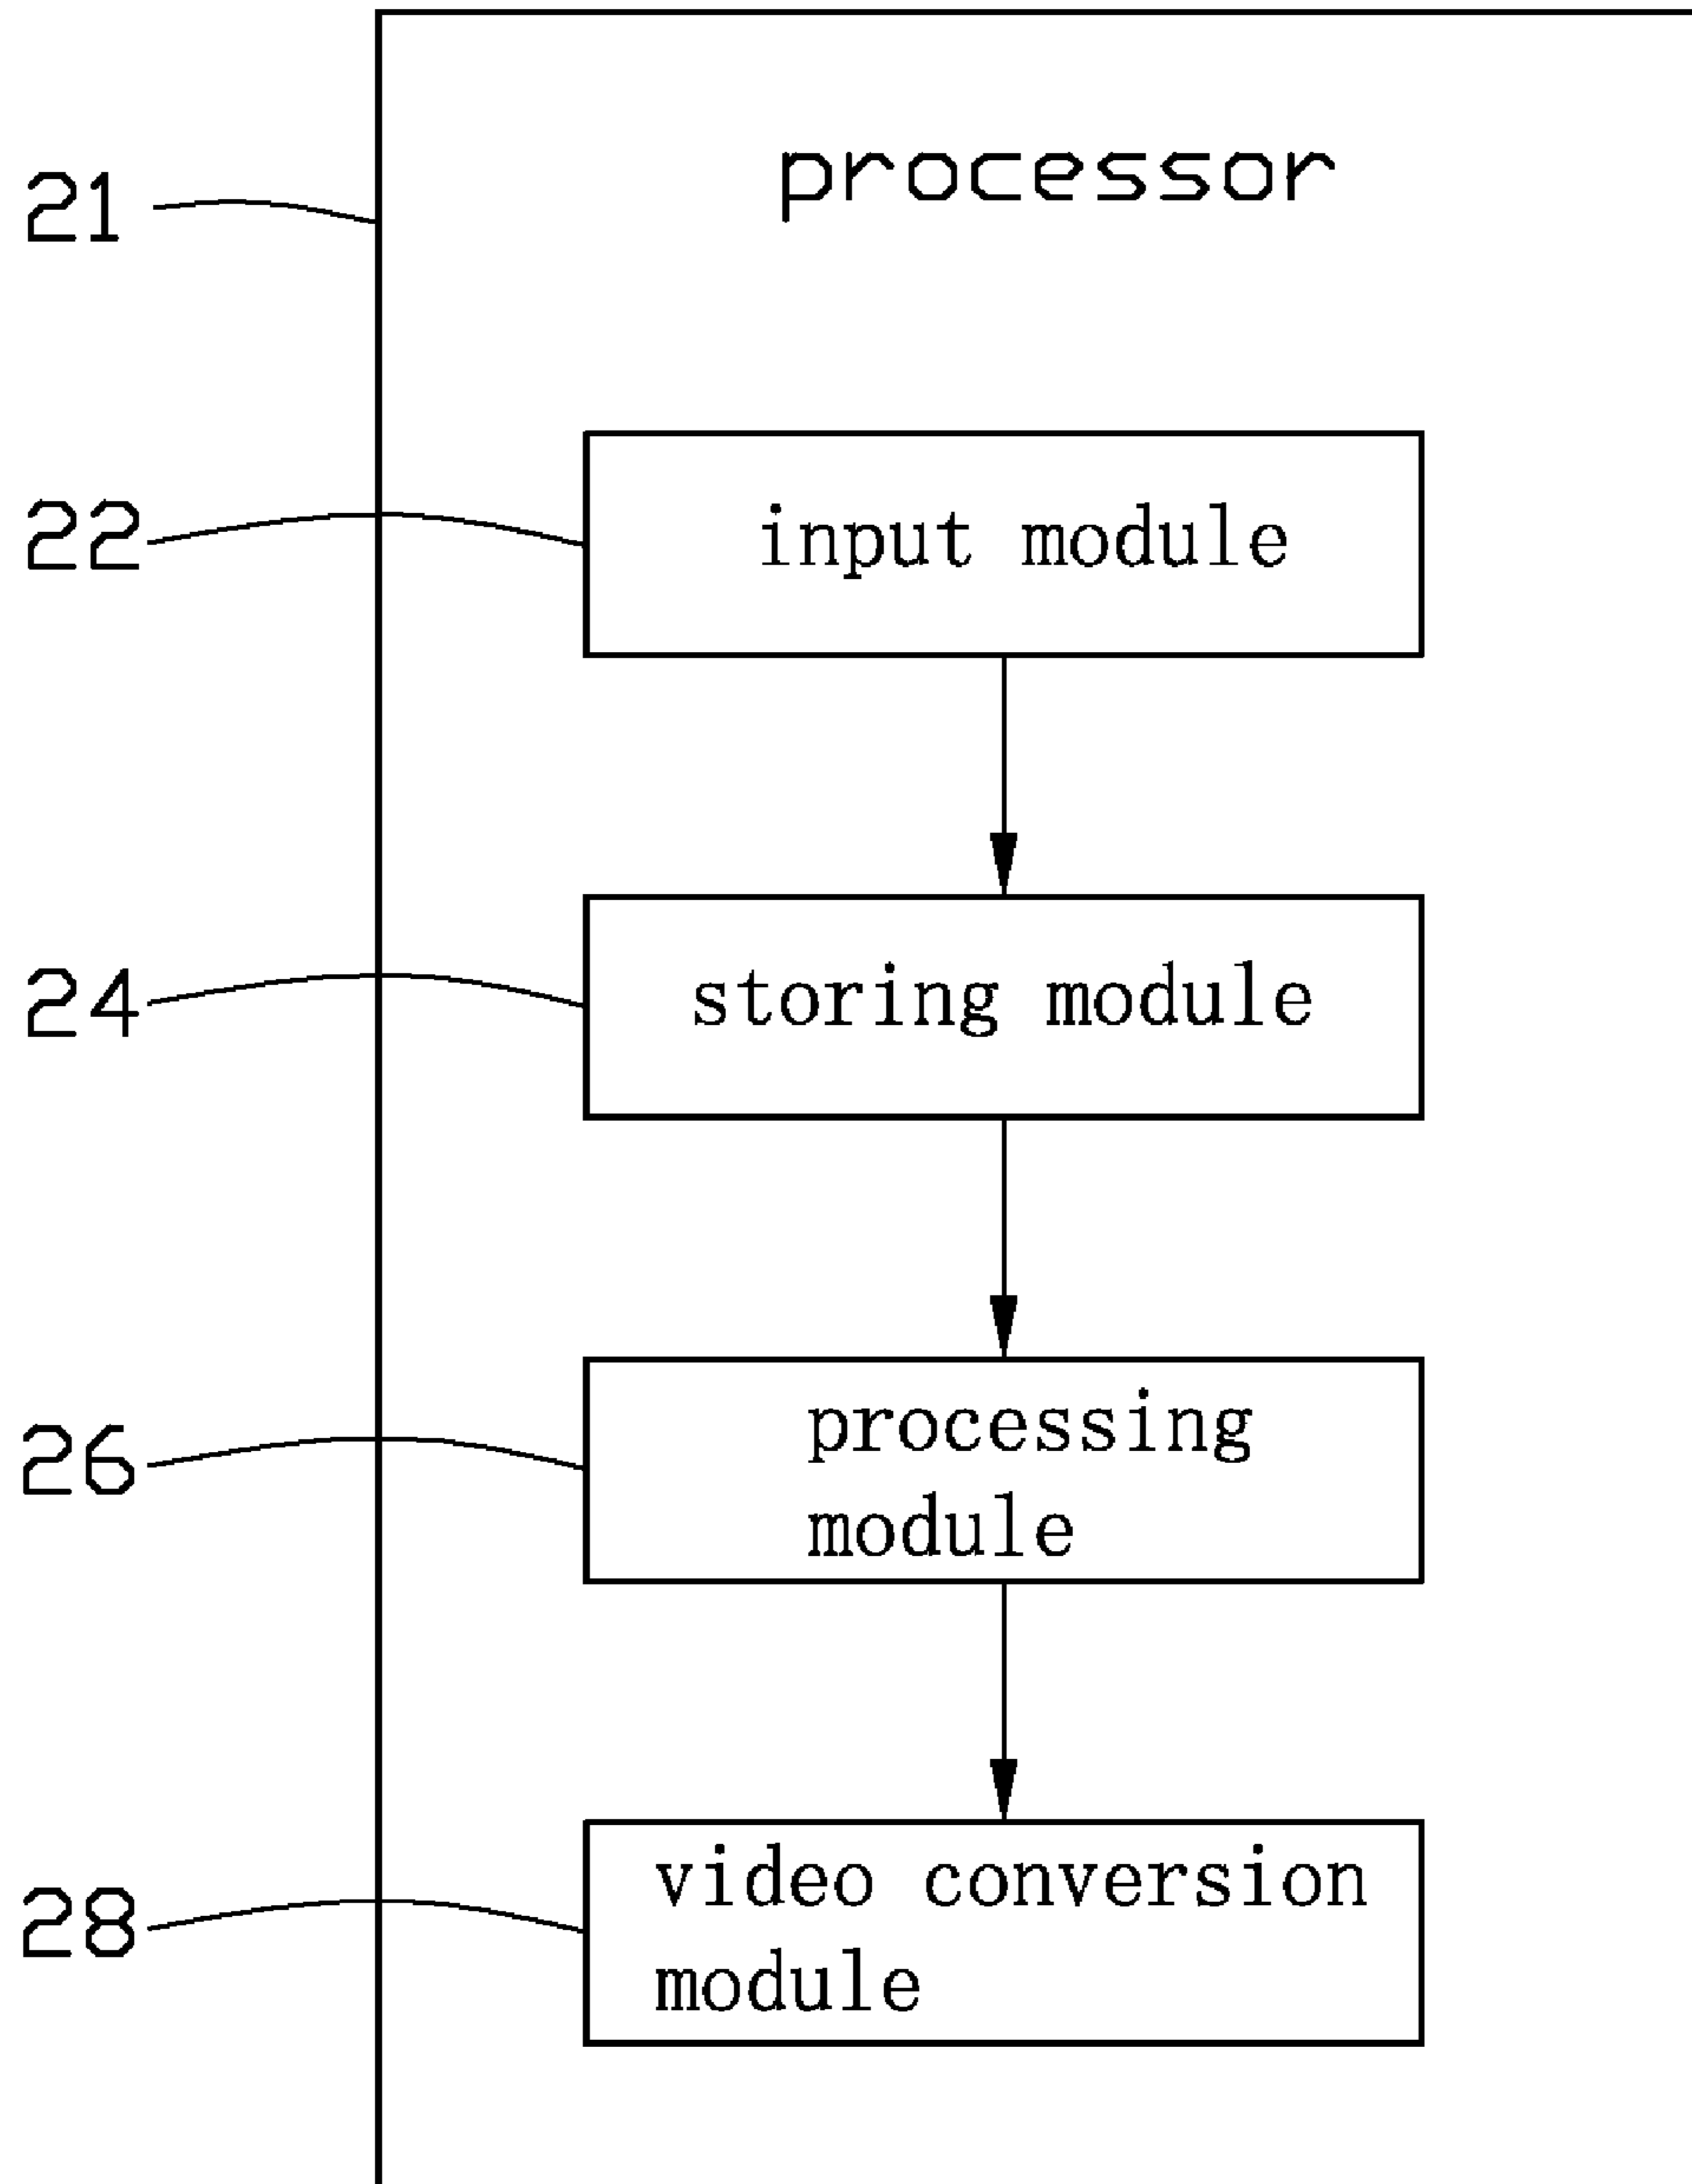 processor
21
22
input module
24
storing module
26
processing
module
28
video conversion
module